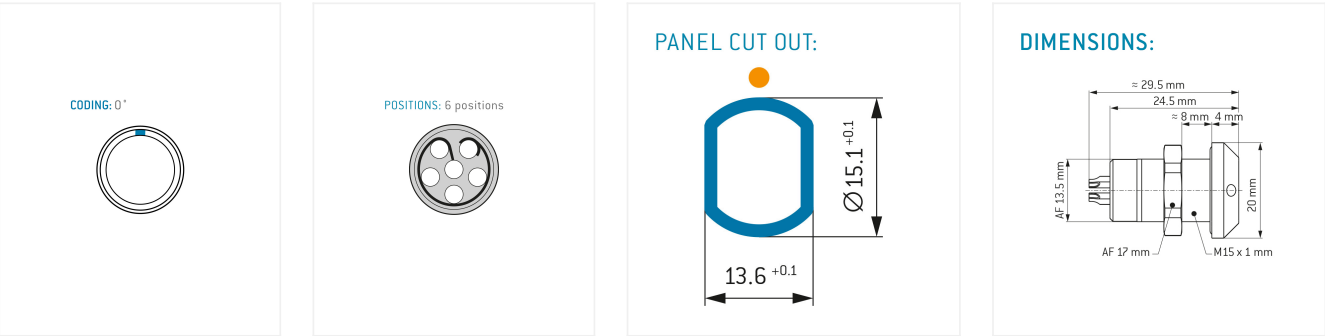 CODING: 0°
POSITIONS: 6 positions
PANEL CUT OUT:
Ø 15.1 +0.1
13.6 +0.1
DIMENSIONS:
≈ 29.5 mm
24.5 mm
≈ 8 mm 4 mm
AF 13.5 mm
20 mm
AF 17 mm
M15 x 1 mm